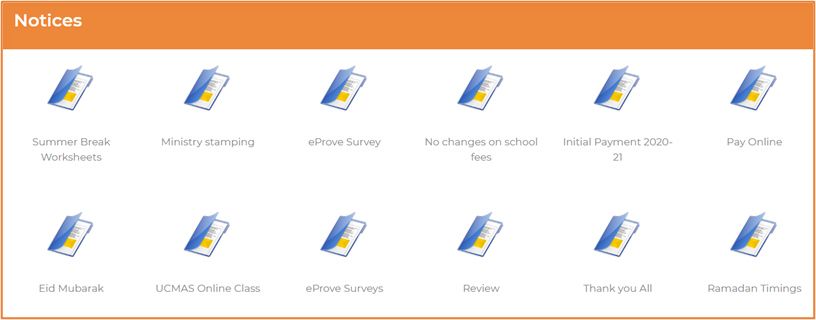 Notices
Summer Break
Worksheets
Ministry stamping
eProve Survey
No changes on school
fees
Initial Payment 2020-
21
Pay Online
Eid Mubarak
UCMAS Online Class
eProve Surveys
Review
Thank you All
Ramadan Timings